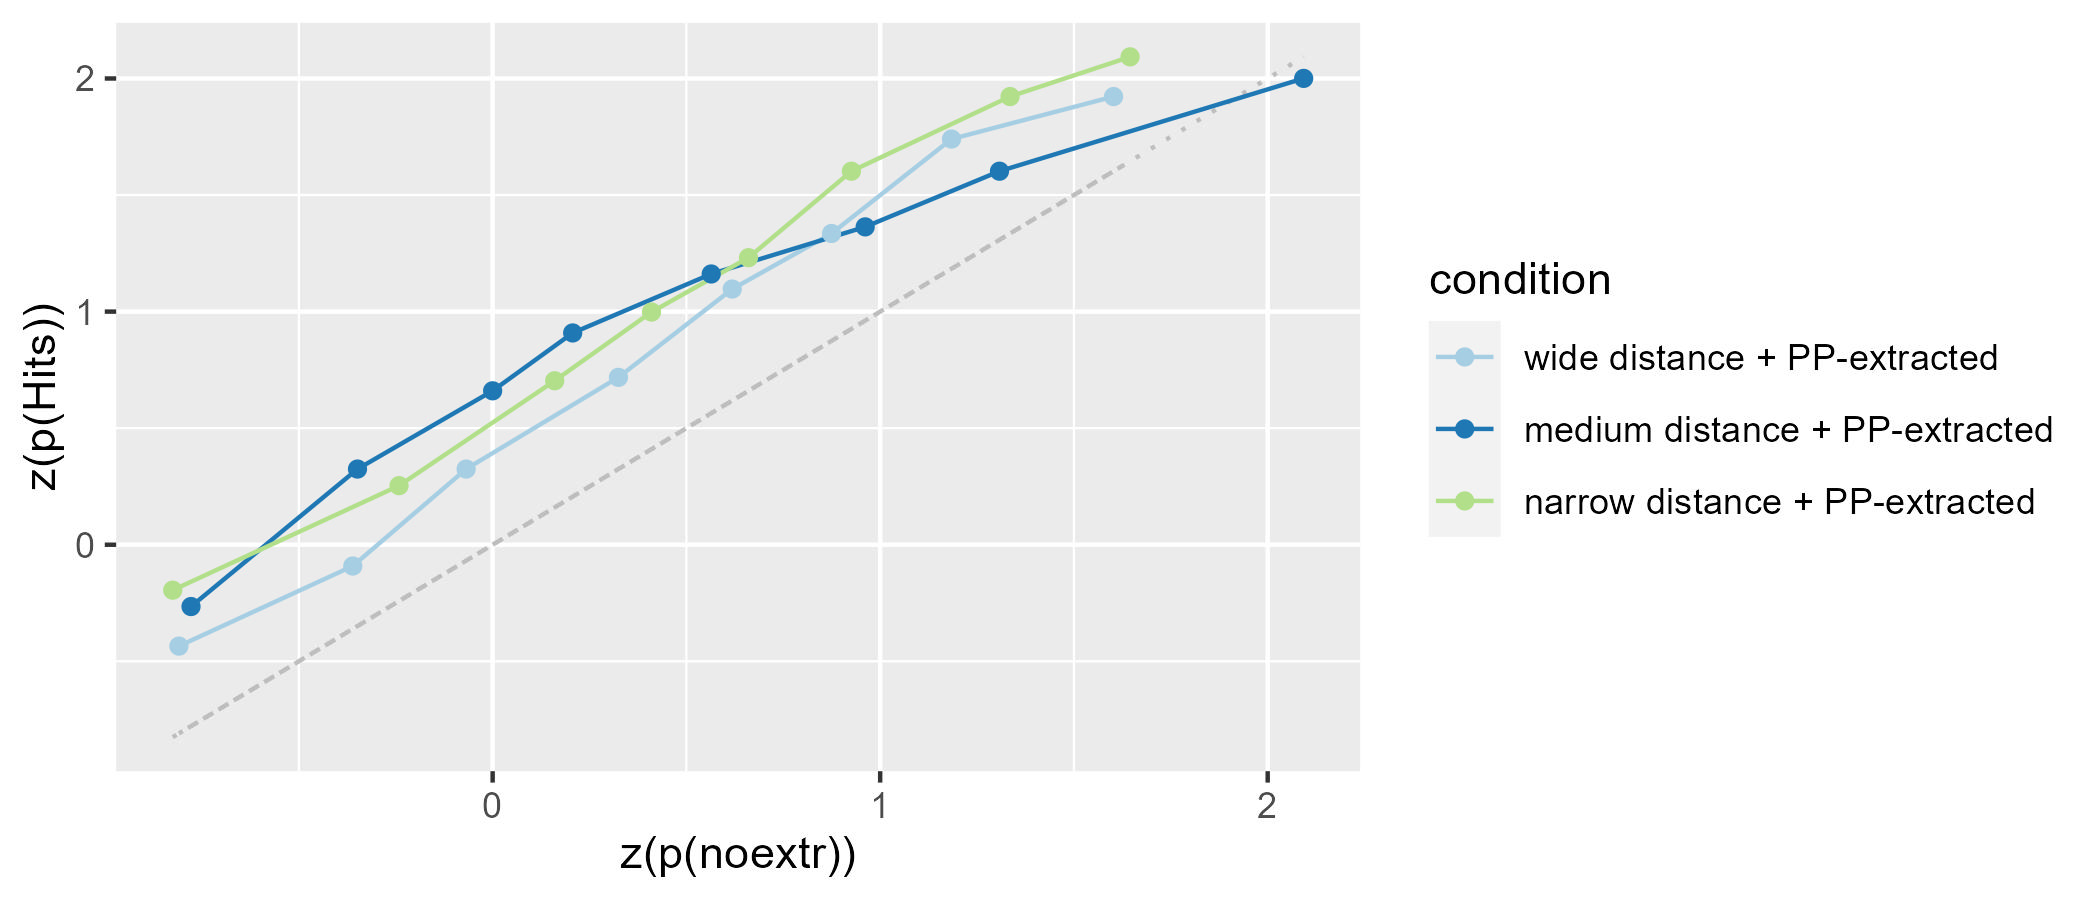 2
1
0
z(p(Hits))
0
1
2
z(p(noextr))
condition
wide distance + PP-extracted
medium distance + PP-extracted
narrow distance + PP-extracted